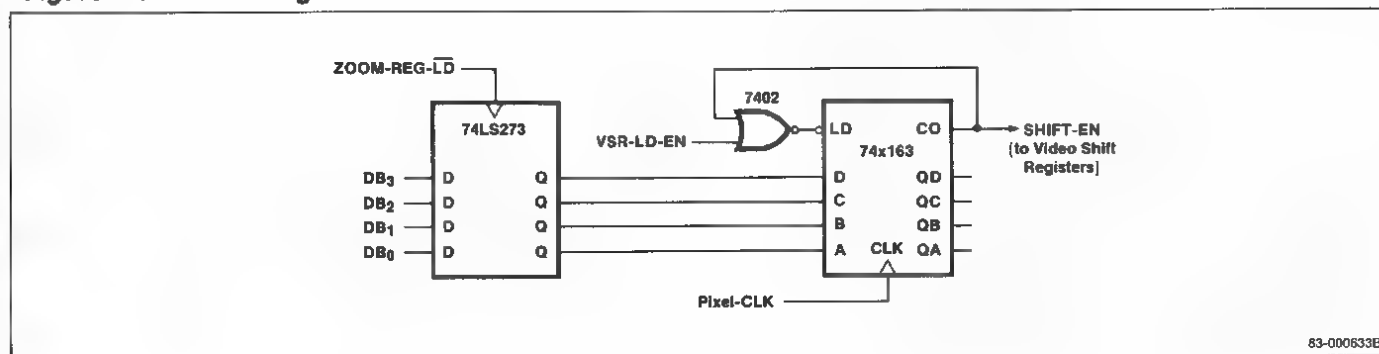 ZOOM-REG-L̅D̅
7402
74LS273
VSR-LD-EN
LD
CO
SHIFT-EN
(to Video Shift
Registers)
74x163
DB3
D
Q
D
QD
DB2
D
Q
C
QC
DB1
D
Q
B
QB
DB0
D
Q
A
CLK
QA
Pixel-CLK
83-000633B